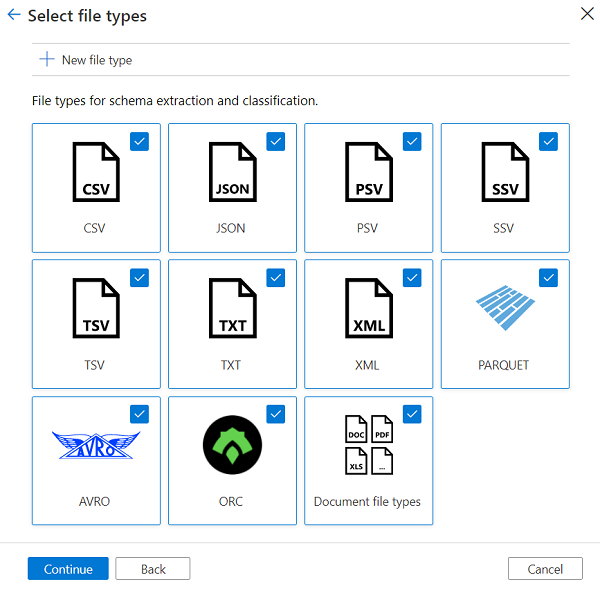 Select file types
New file type
File types for schema extraction and classification.
CSV JSON PSV SSV
CSV JSON PSV SSV
TSV TXT XML
TSV TXT XML PARQUET
AVRO DOC PDF
XLS ...
AVRO ORC Document file types
Continue Back Cancel